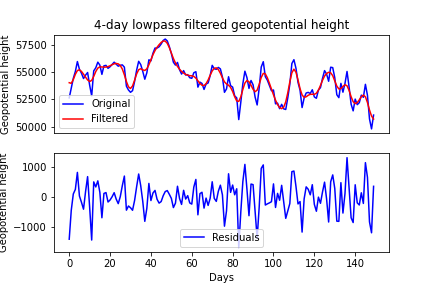 4-day lowpass filtered geopotential height
Geopotential height
57500
55000
52500
50000
Original
Filtered
Geopotential height
1000
0
−1000
Residuals
0 20 40 60 80 100 120 140
Days